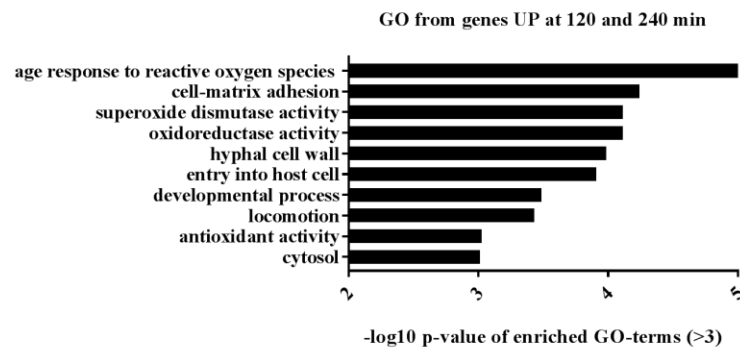 GO from genes UP at 120 and 240 min
age response to reactive oxygen species
cell-matrix adhesion
superoxide dismutase activity
oxidoreductase activity
hyphal cell wall
entry into host cell
developmental process
locomotion
antioxidant activity
cytosol
2 3 4 5
-log10 p-value of enriched GO-terms (>3)